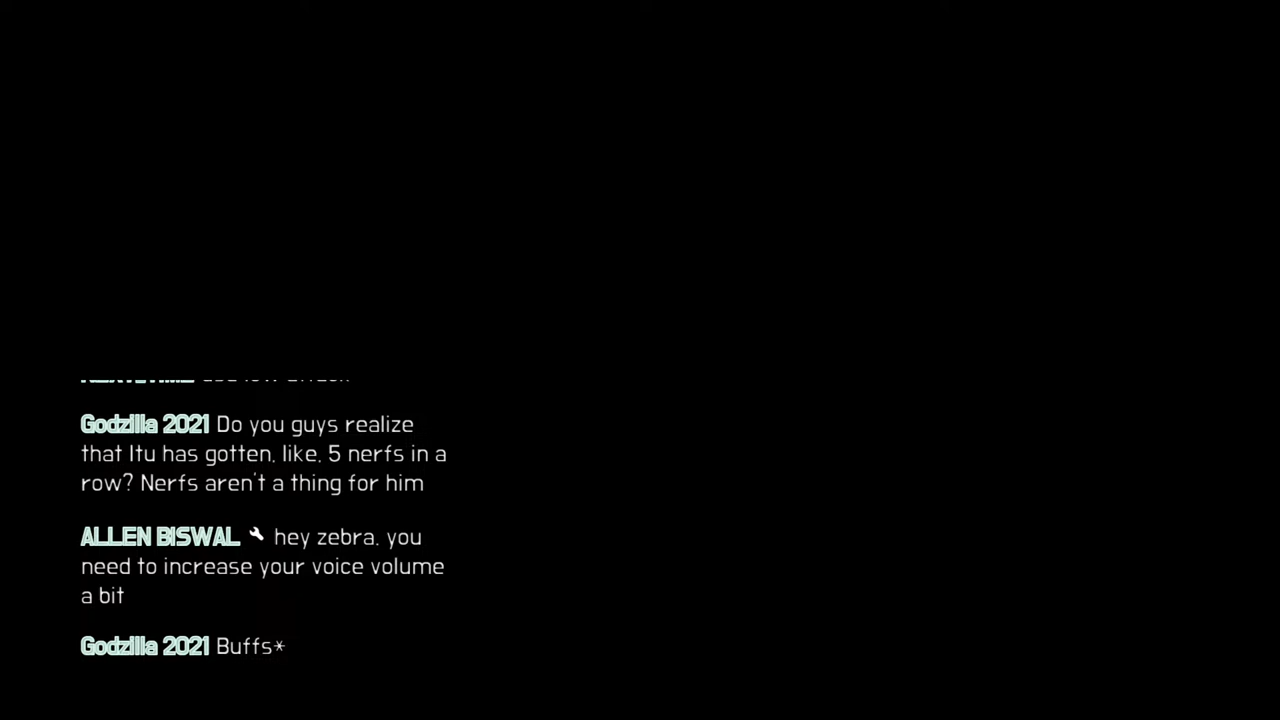 Godzilla 2021 Do you guys realize
that Itu has gotten, like, 5 nerfs in a
row? Nerfs aren't a thing for him
ALLEN BISWAL hey zebra, you
need to increase your voice volume
a bit
Godzilla 2021 Buffs*